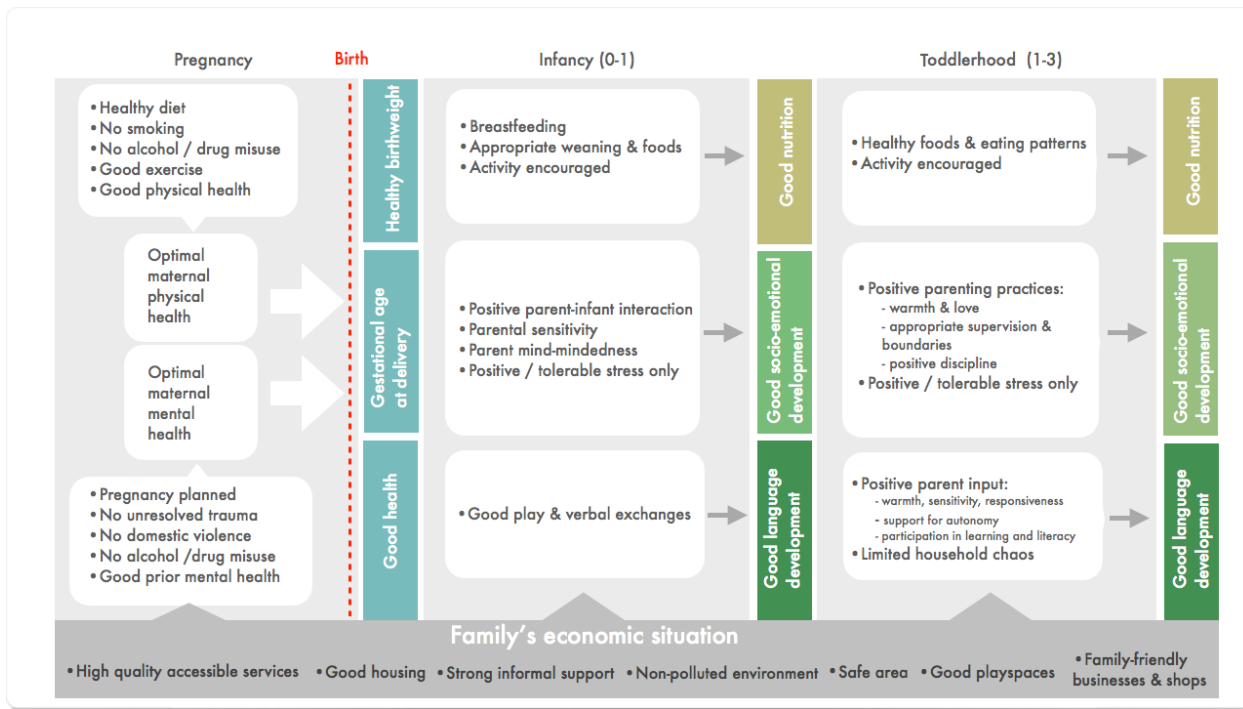 Pregnancy
Birth
Infancy (0-1)
Toddlerhood (1-3)
• Healthy diet
• No smoking
• No alcohol / drug misuse
• Good exercise
• Good physical health
Optimal
maternal
physical
health
Optimal
maternal
mental
health
• Pregnancy planned
• No unresolved trauma
• No domestic violence
• No alcohol /drug misuse
• Good prior mental health
Healthy birthweight
Gestational age
at delivery
Good health
• Breastfeeding
• Appropriate weaning & foods
• Activity encouraged
• Positive parent-infant interaction
• Parental sensitivity
• Parent mind-mindedness
• Positive / tolerable stress only
• Good play & verbal exchanges
Good nutrition
Good socio-emotional
development
Good language
development
• Healthy foods & eating patterns
• Activity encouraged
• Positive parenting practices:
- warmth & love
- appropriate supervision &
boundaries
- positive discipline
• Positive / tolerable stress only
• Positive parent input:
- warmth, sensitivity, responsiveness
- support for autonomy
- participation in learning and literacy
• Limited household chaos
Good nutrition
Good socio-emotional
development
Good language
development
Family's economic situation
• High quality accessible services
• Good housing
• Strong informal support
• Non-polluted environment
• Safe area
• Good playspaces
• Family-friendly
businesses & shops